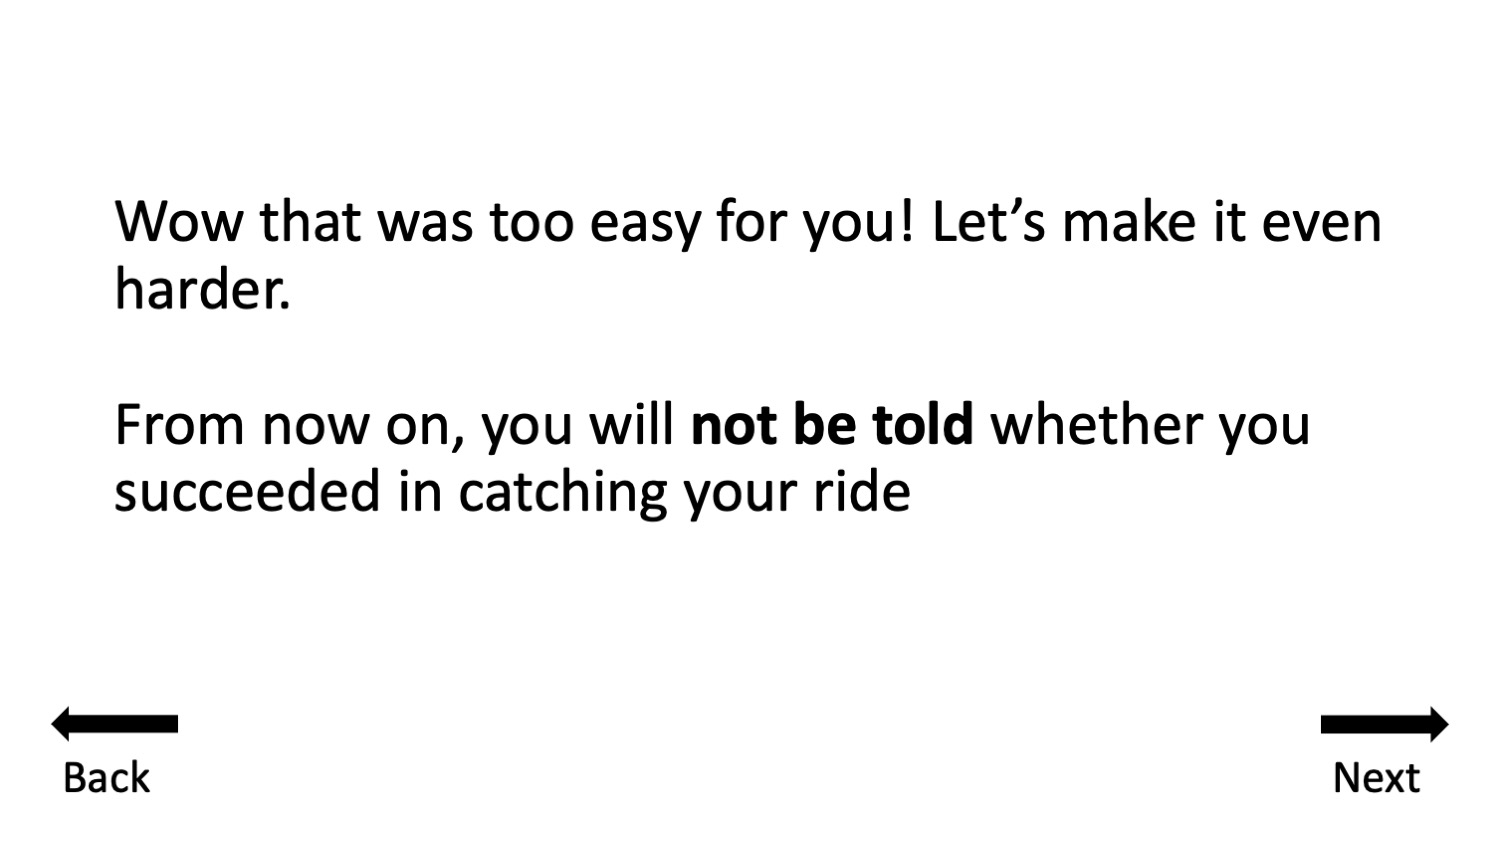 Wow that was too easy for you! Let’s make it even
harder.
From now on, you will not be told whether you
succeeded in catching your ride
Back
Next